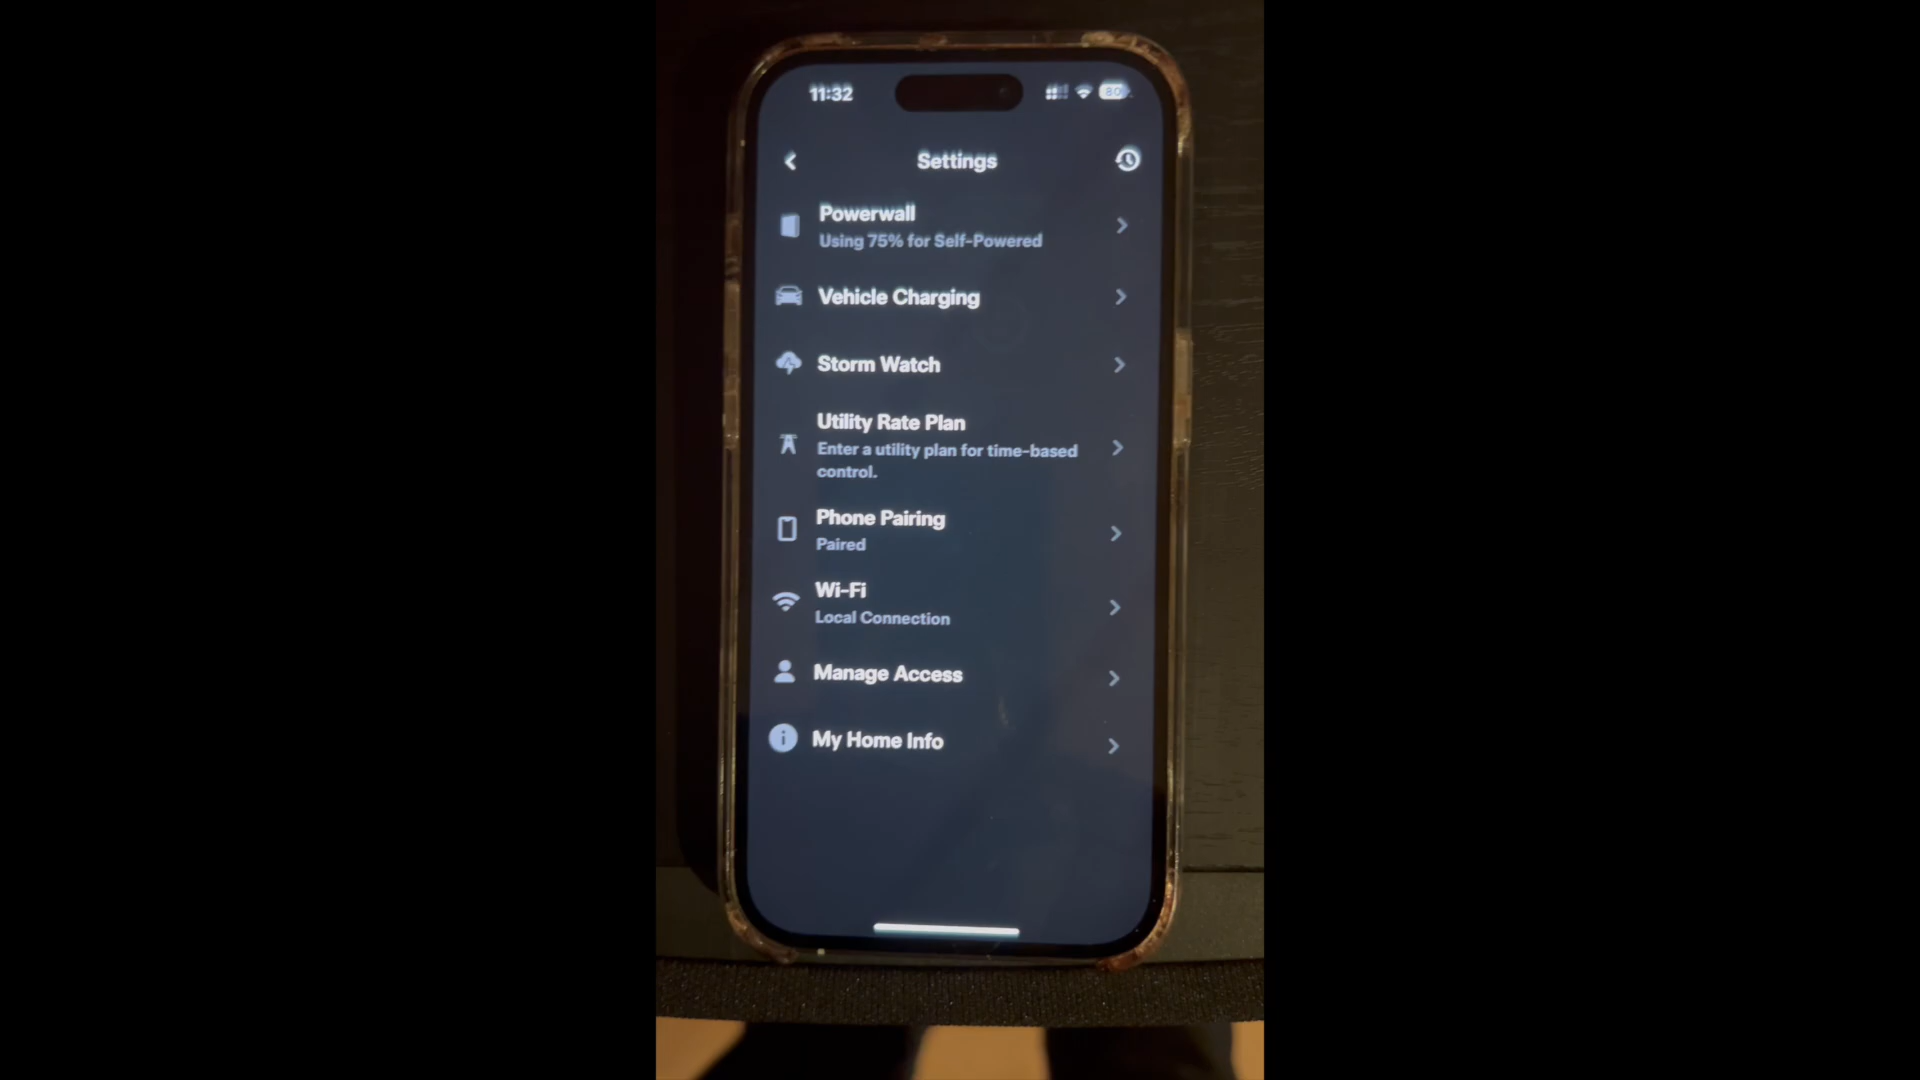 11:32
80
Settings
Powerwall
Using 75% for Self-Powered
Vehicle Charging
Storm Watch
Utility Rate Plan
Enter a utility plan for time-based
control.
Phone Pairing
Paired
Wi-Fi
Local Connection
Manage Access
My Home Info